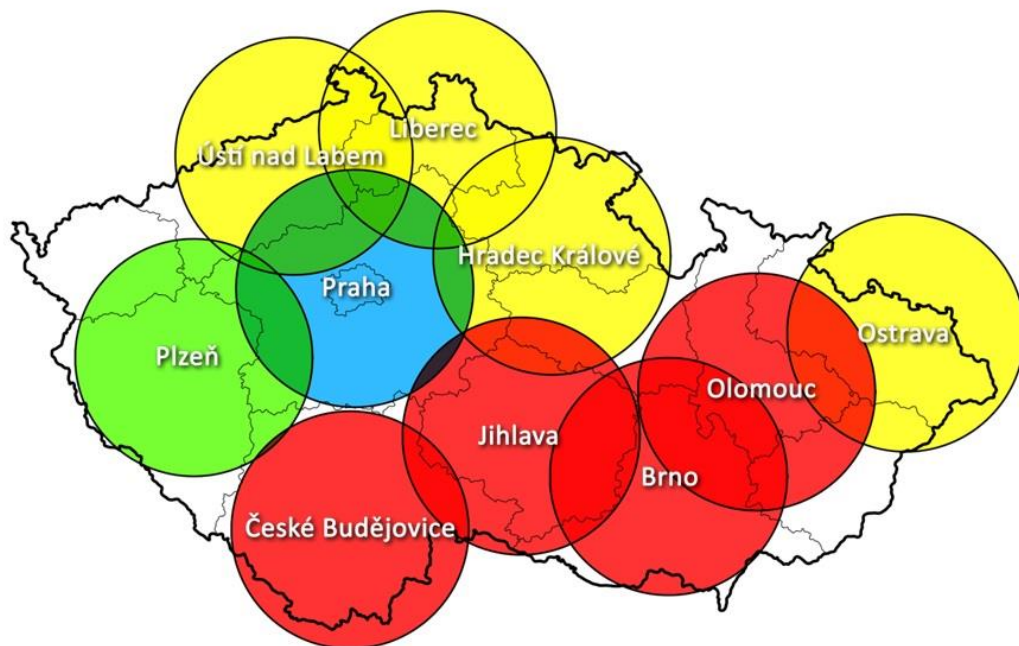 Liberec
Ústí nad Labem
Hradec Králové
Praha
Ostrava
Plzeň
Olomouc
Jihlava
Brno
České Budějovice